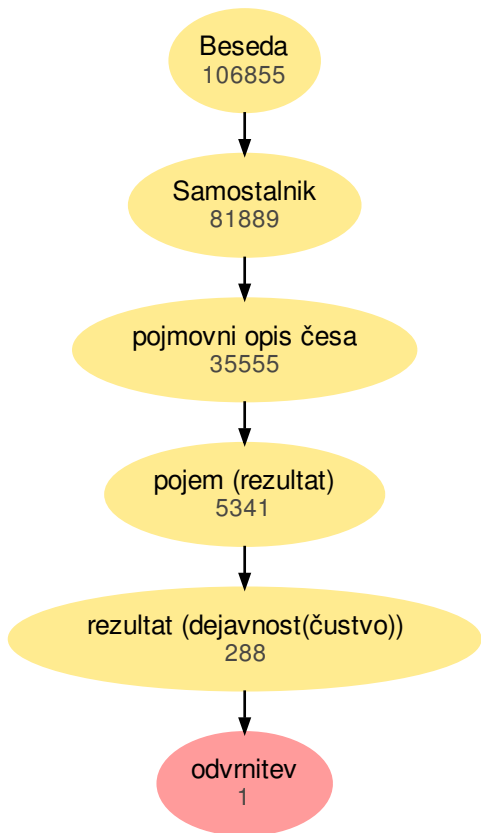 Beseda
106855
Samostalnik
81889
pojmovni opis česa
35555
pojem (rezultat)
5341
rezultat (dejavnost(čustvo))
288
odvrnitev
1